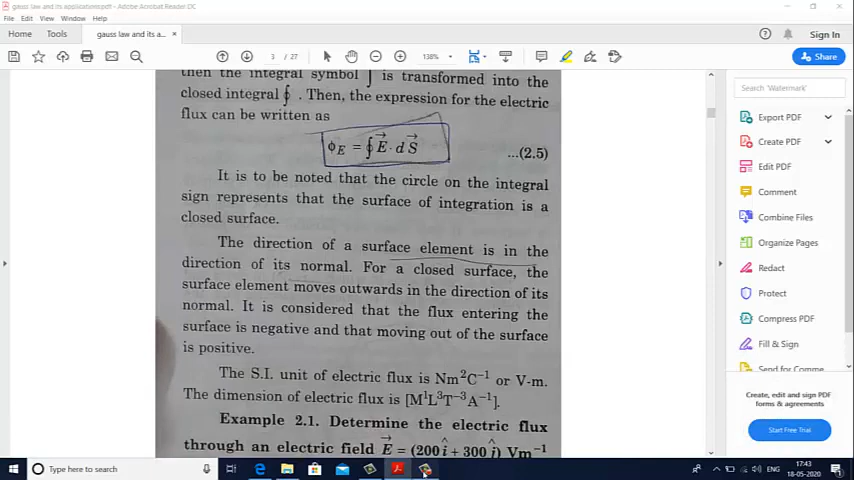 gauss law and its applications.pdf - Adobe Acrobat Reader DC
File Edit View Window Help
Home Tools gauss law and its a... × Sign In
3 / 27 138% Share
then the integral symbol ∫ is transformed into the
closed integral ∮ . Then, the expression for the electric
flux can be written as
ϕE = ∮ E⃗ · d S⃗ ...(2.5)
It is to be noted that the circle on the integral
sign represents that the surface of integration is a
closed surface.
The direction of a surface element is in the
direction of its normal. For a closed surface, the
surface element moves outwards in the direction of its
normal. It is considered that the flux entering the
surface is negative and that moving out of the surface
is positive.
The S.I. unit of electric flux is Nm²C⁻¹ or V-m.
The dimension of electric flux is [M¹L³T⁻³A⁻¹].
Example 2.1. Determine the electric flux
through an electric field E⃗ = (200 î + 300 ĵ) Vm⁻¹
Search 'Watermark'
Export PDF
Create PDF
Edit PDF
Comment
Combine Files
Organize Pages
Redact
Protect
Compress PDF
Fill & Sign
Send for Comme...
Create, edit and sign PDF
forms & agreements
Start Free Trial
Type here to search
ENG
17:43
18-05-2020
1